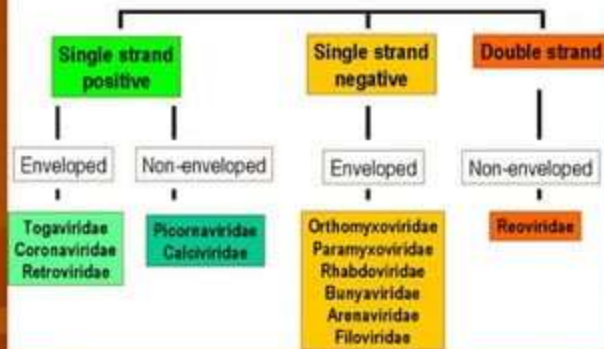 Single strand
positive
Single strand
negative
Double strand
Enveloped
Non-enveloped
Enveloped
Non-enveloped
Togaviridae
Coronaviridae
Retroviridae
Picornaviridae
Calciviridae
Orthomyxoviridae
Paramyxoviridae
Rhabdoviridae
Bunyaviridae
Arenaviridae
Filoviridae
Reoviridae